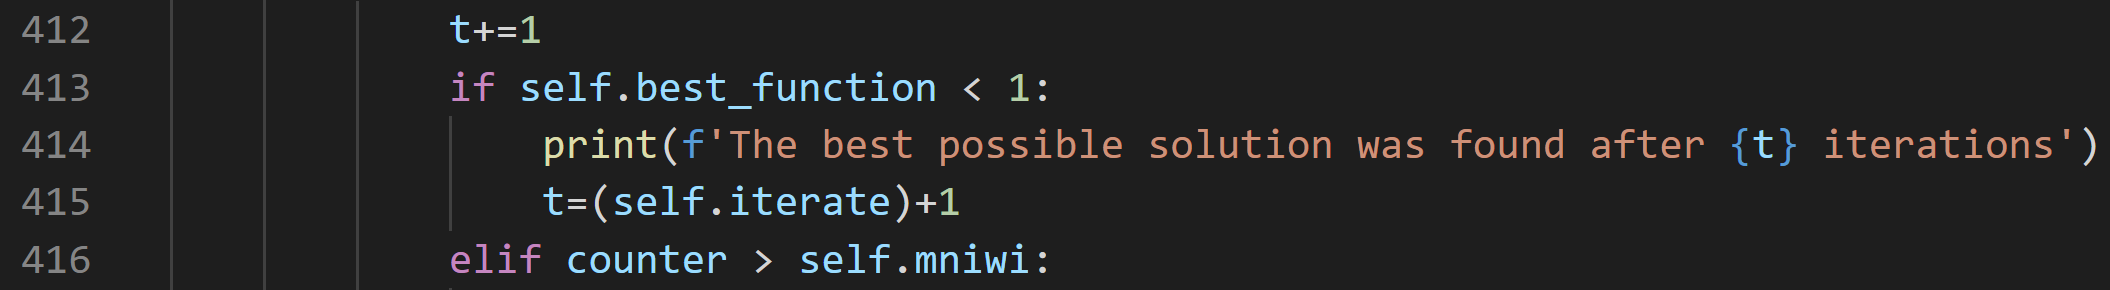 412 t+=1
413 if self.best_function < 1:
414 print(f'The best possible solution was found after {t} iterations')
415 t=(self.iterate)+1
416 elif counter > self.mniwi: